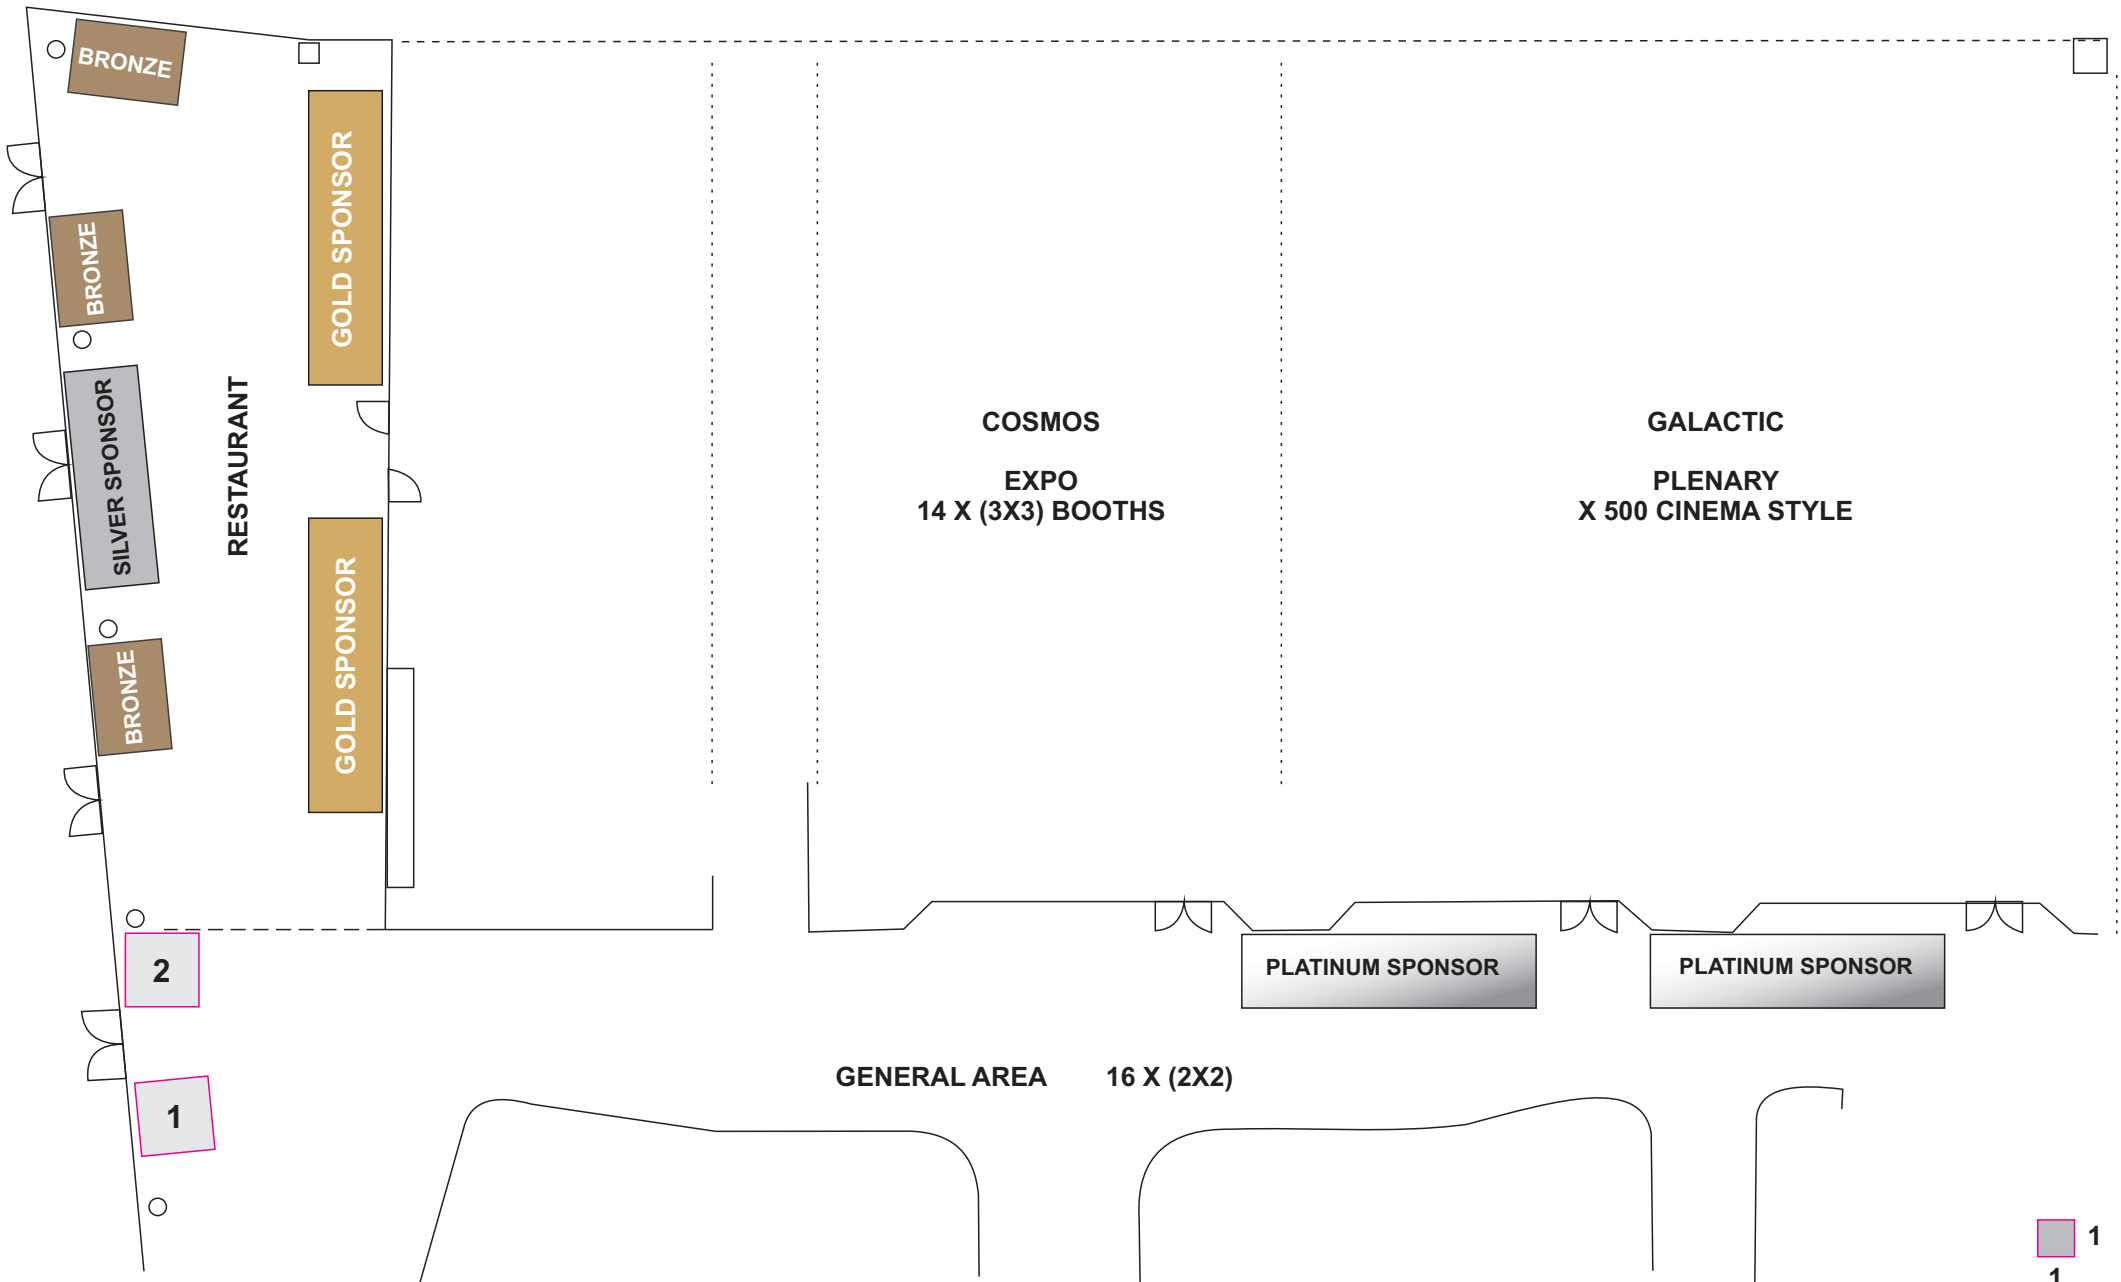 BRONZE
GOLD SPONSOR
BRONZE
SILVER SPONSOR
RESTAURANT
COSMOS
EXPO
14 X (3X3) BOOTHS
GALACTIC
PLENARY
X 500 CINEMA STYLE
GOLD SPONSOR
BRONZE
2
PLATINUM SPONSOR
PLATINUM SPONSOR
GENERAL AREA 16 X (2X2)
1
1
1